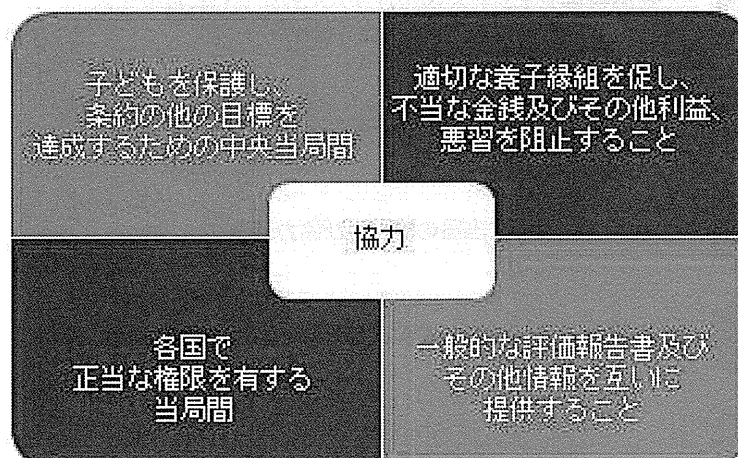 子どもを保護し、
条約の他の目標を
達成するための中央当局間
適切な養子縁組を促し、
不当な金銭及びその他利益、
悪習を阻止すること
協力
各国で
正当な権限を有する
当局間
一般的な評価報告書及び
その他情報を互いに
提供すること